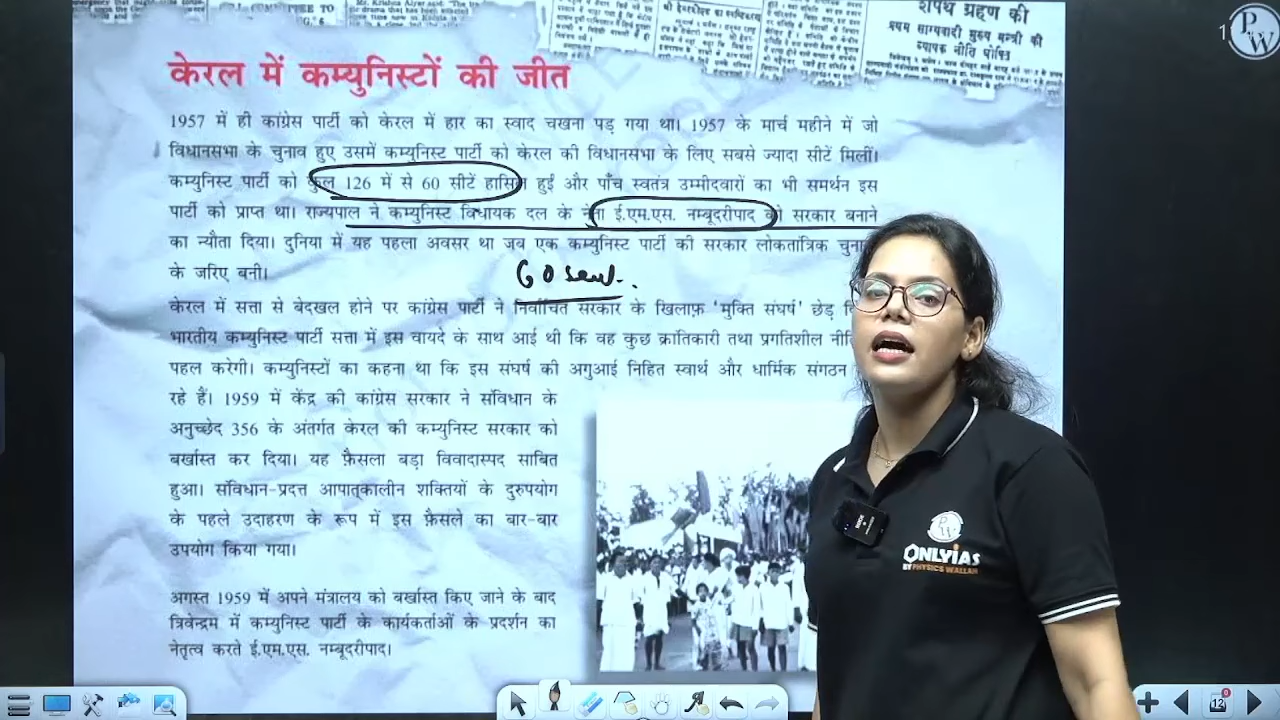 शपथ ग्रहण की
प्रथम साम्यवादी मुख्य मन्त्री की
व्यापक नीति घोषित
केरल में कम्युनिस्टों की जीत
1957 में ही कांग्रेस पार्टी को केरल में हार का स्वाद चखना पड़ गया था। 1957 के मार्च महीने में जो
विधानसभा के चुनाव हुए उसमें कम्युनिस्ट पार्टी को केरल की विधानसभा के लिए सबसे ज्यादा सीटें मिलीं।
कम्युनिस्ट पार्टी को कुल 126 में से 60 सीटें हासिल हुईं और पाँच स्वतंत्र उम्मीदवारों का भी समर्थन इस
पार्टी को प्राप्त था। राज्यपाल ने कम्युनिस्ट विधायक दल के नेता ई.एम.एस. नम्बूदरीपाद को सरकार बनाने
का न्यौता दिया। दुनिया में यह पहला अवसर था जब एक कम्युनिस्ट पार्टी की सरकार लोकतांत्रिक
के जरिए बनी।
60
केरल में सत्ता से बेदखल होने पर कांग्रेस पार्टी ने निर्वाचित सरकार के खिलाफ़ 'मुक्ति संघर्ष' छेड़
भारतीय कम्युनिस्ट पार्टी सत्ता में इस वायदे के साथ आई थी कि वह कुछ क्रांतिकारी तथा प्रगतिशील
पहल करेगी। कम्युनिस्टों का कहना था कि इस संघर्ष की अगुआई निहित स्वार्थ और धार्मिक संगठन
रहे हैं। 1959 में केंद्र की कांग्रेस सरकार ने संविधान के
अनुच्छेद 356 के अंतर्गत केरल की कम्युनिस्ट सरकार को
बर्खास्त कर दिया। यह फ़ैसला बड़ा विवादास्पद साबित
हुआ। संविधान-प्रदत्त आपातकालीन शक्तियों के दुरुपयोग
के पहले उदाहरण के रूप में इस फ़ैसले का बार-बार
उपयोग किया गया।
अगस्त 1959 में अपने मंत्रालय को बर्खास्त किए जाने के बाद
त्रिवेन्द्रम में कम्युनिस्ट पार्टी के कार्यकर्ताओं के प्रदर्शन का
नेतृत्व करते ई.एम.एस. नम्बूदरीपाद।
PW
ONLYIAS
BY PHYSICS WALLAH
12